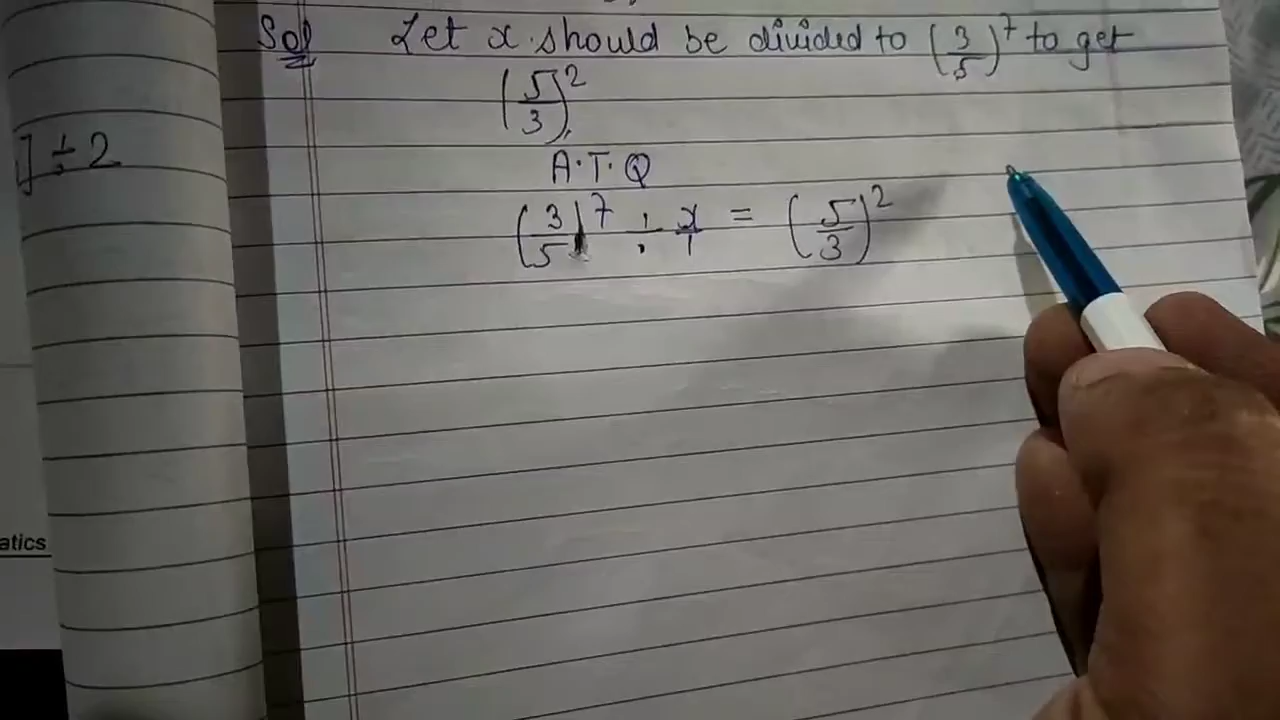 Sol Let x should be divided to (3/5)^7 to get
(5/3)^2.
A.T.Q
(3/5)^7 ÷ x/1 = (5/3)^2
] ÷ 2
atics